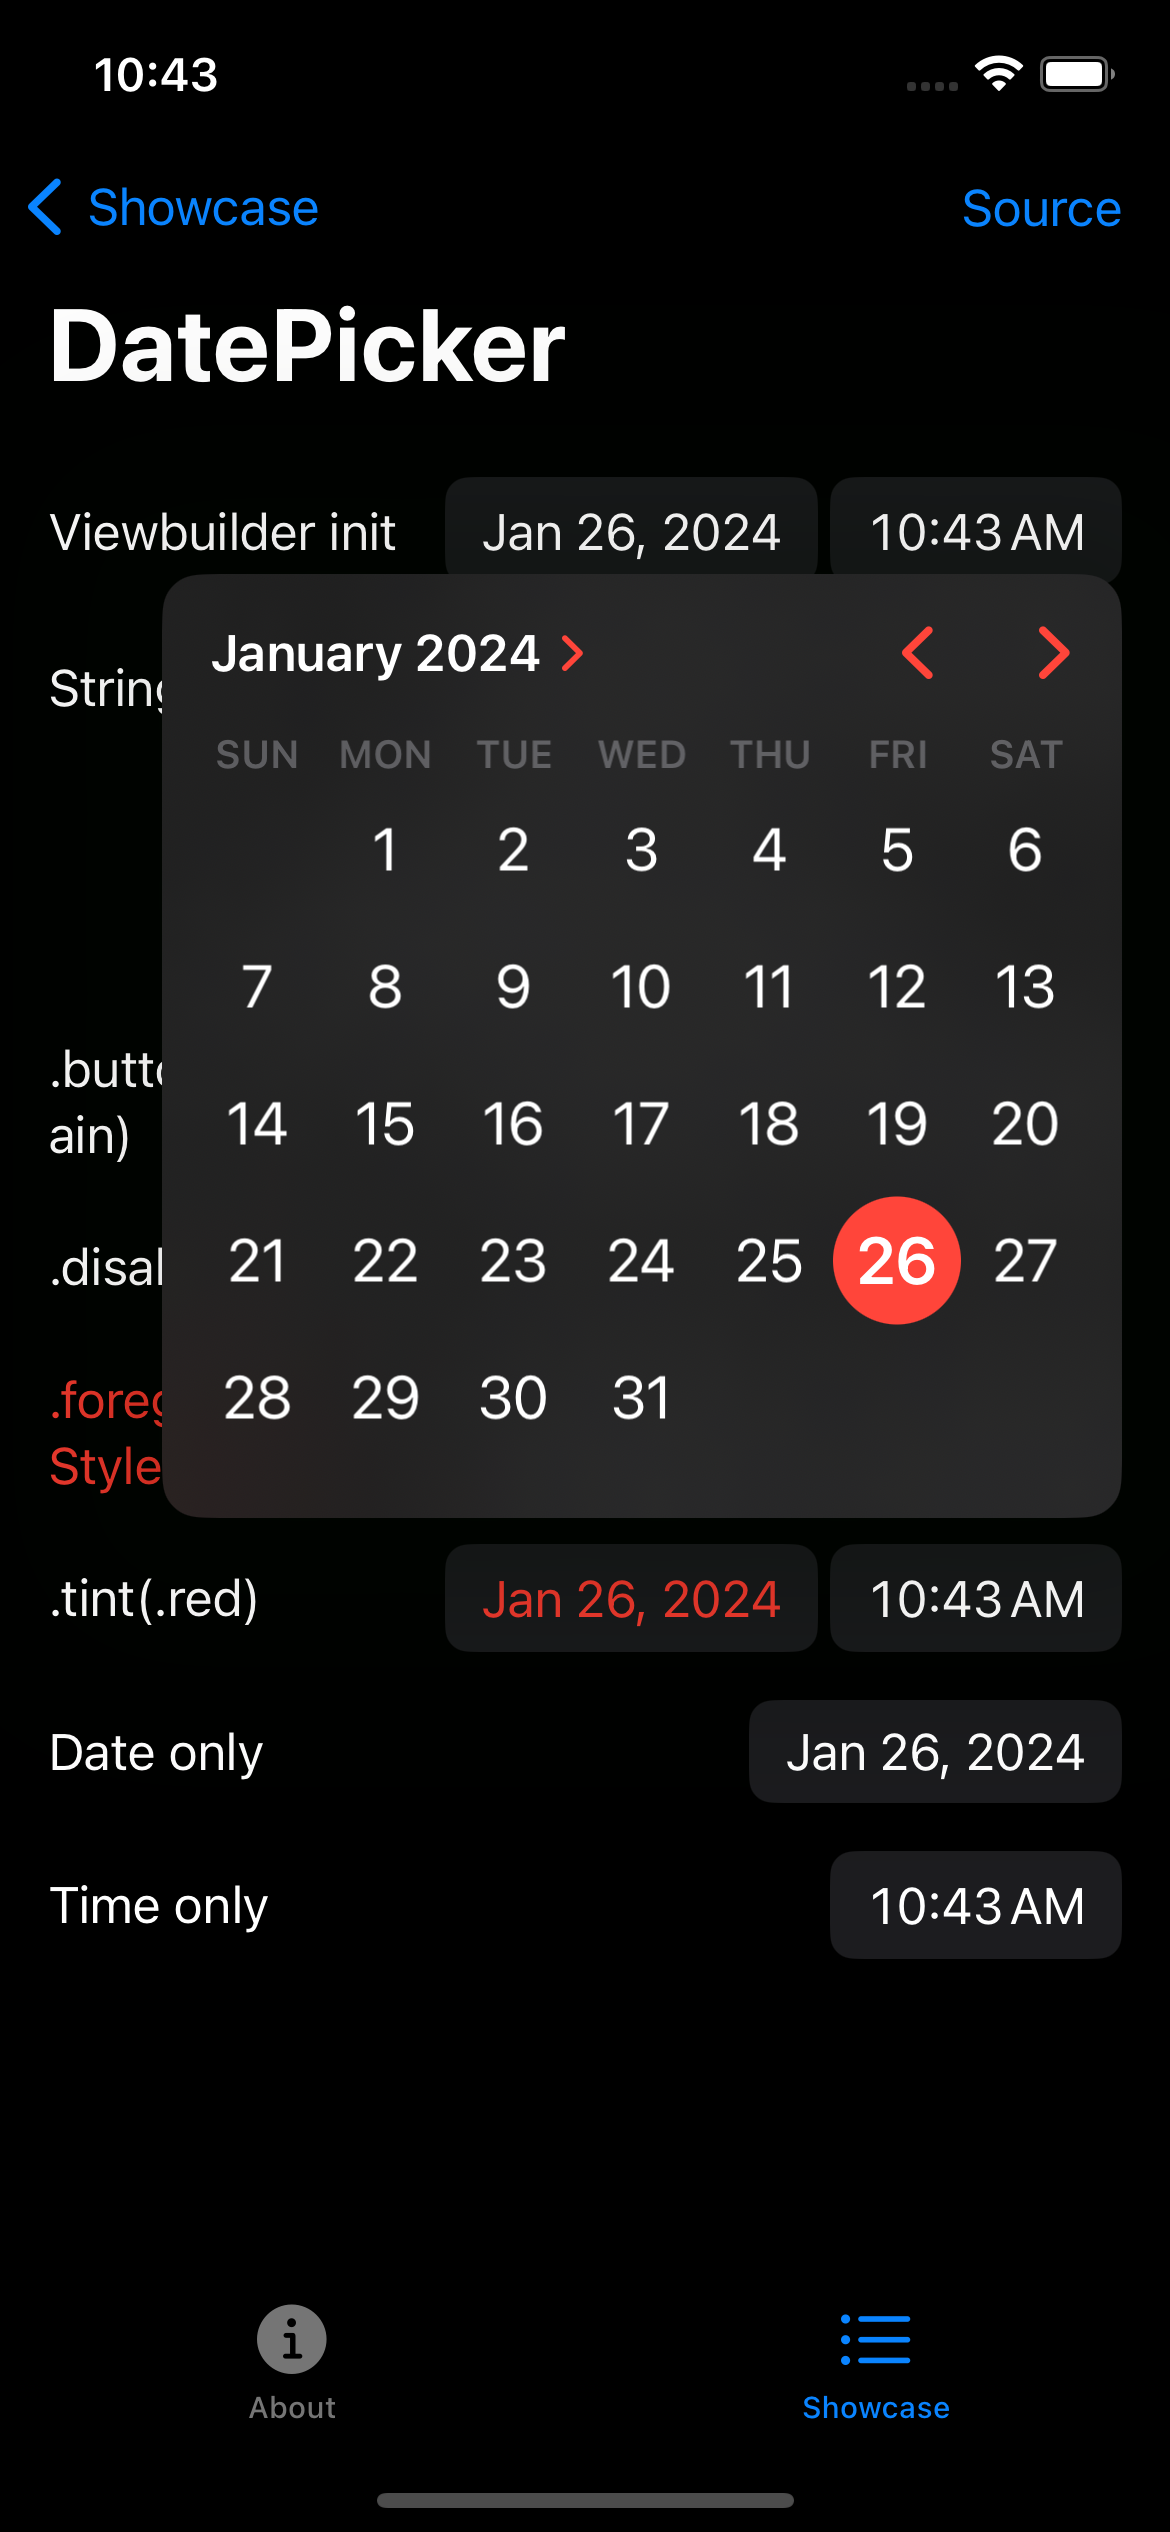 10:43
Showcase
Source
DatePicker
Viewbuilder init
Jan 26, 2024
10:43 AM
January 2024
String
SUN MON TUE WED THU FRI SAT
1 2 3 4 5 6
7 8 9 10 11 12 13
.butto
ain)
14 15 16 17 18 19 20
.disal
21 22 23 24 25 26 27
.foreg
Style
28 29 30 31
.tint(.red)
Jan 26, 2024
10:43 AM
Date only
Jan 26, 2024
Time only
10:43 AM
About
Showcase